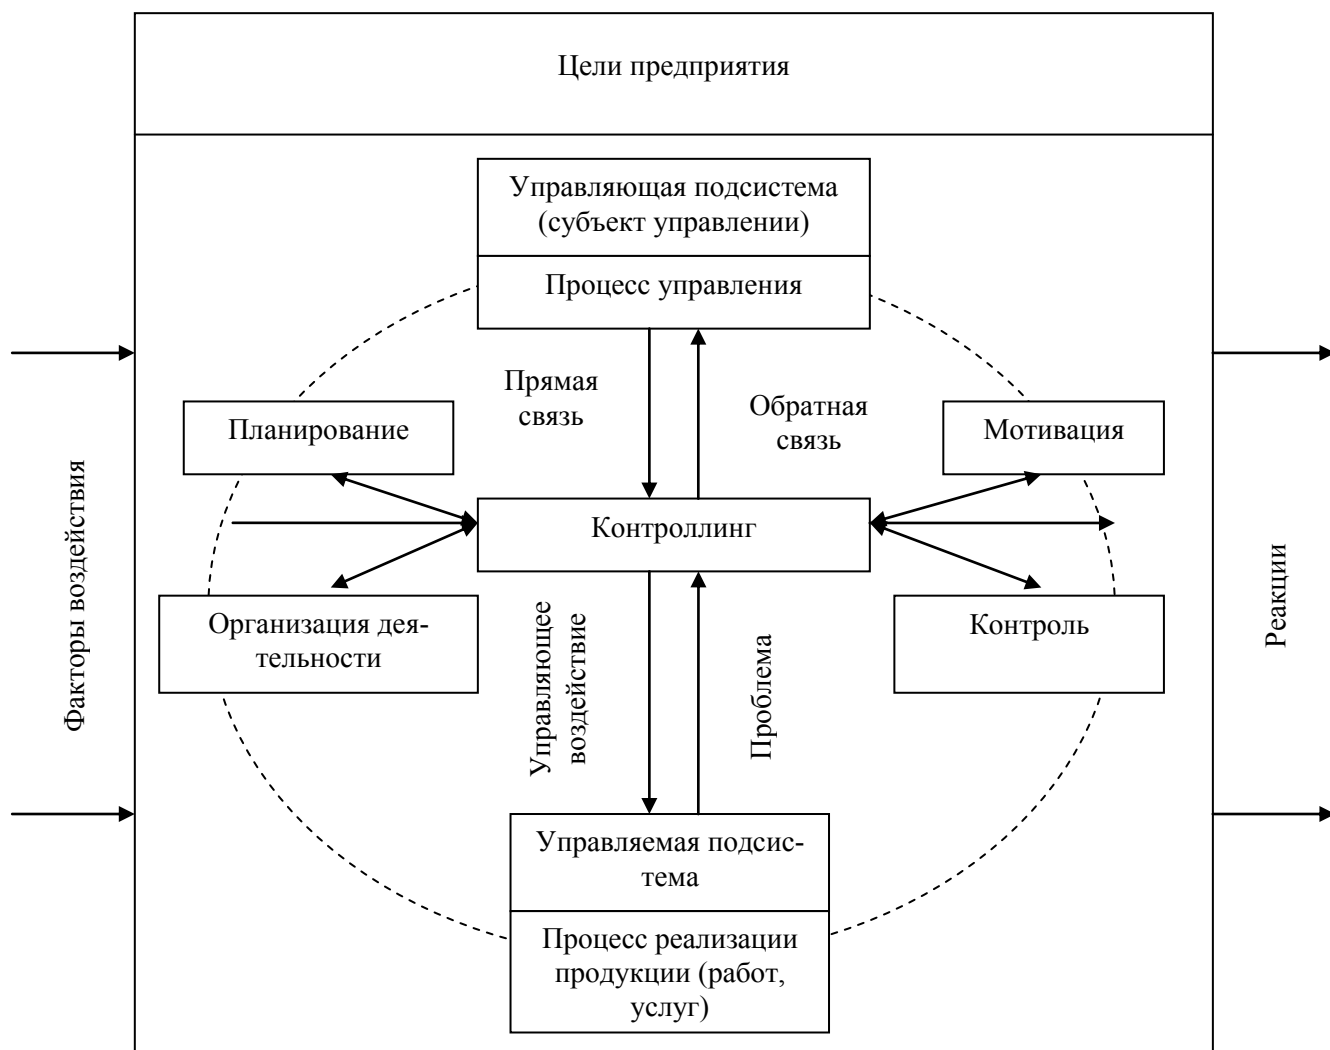 Цели предприятия
Управляющая подсистема
(субъект управлении)
Процесс управления
Прямая
связь
Обратная
связь
Планирование
Мотивация
Контроллинг
Факторы воздействия
Реакции
Организация дея-
тельности
Контроль
Управляющее
воздействие
Проблема
Управляемая подсис-
тема
Процесс реализации
продукции (работ,
услуг)